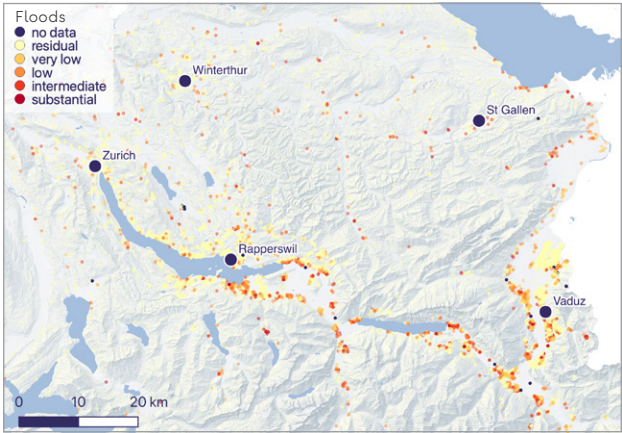 Floods
no data
residual
very low
low
intermediate
substantial
Winterthur
St Gallen
Zurich
Rapperswil
Vaduz
0 10 20 km